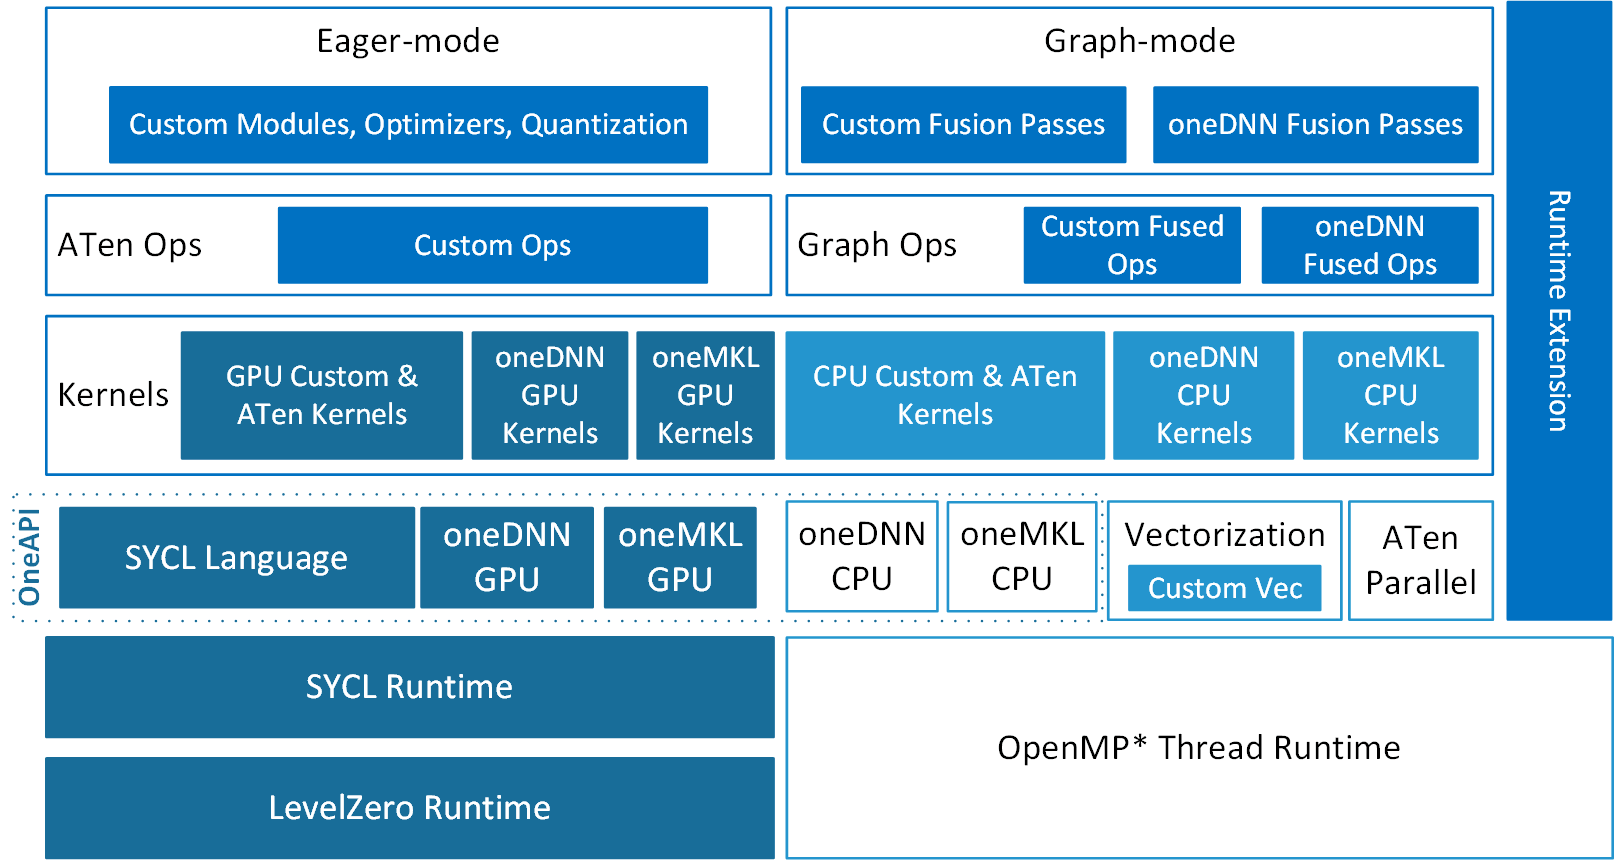 Eager-mode
Custom Modules, Optimizers, Quantization
Graph-mode
Custom Fusion Passes
oneDNN Fusion Passes
Runtime Extension
ATen Ops
Custom Ops
Graph Ops
Custom Fused
Ops
oneDNN
Fused Ops
Kernels
GPU Custom &
ATen Kernels
oneDNN
GPU
Kernels
oneMKL
GPU
Kernels
CPU Custom & ATen
Kernels
oneDNN
CPU
Kernels
oneMKL
CPU
Kernels
OneAPI
SYCL Language
oneDNN
GPU
oneMKL
GPU
oneDNN
CPU
oneMKL
CPU
Vectorization
Custom Vec
ATen
Parallel
SYCL Runtime
LevelZero Runtime
OpenMP* Thread Runtime